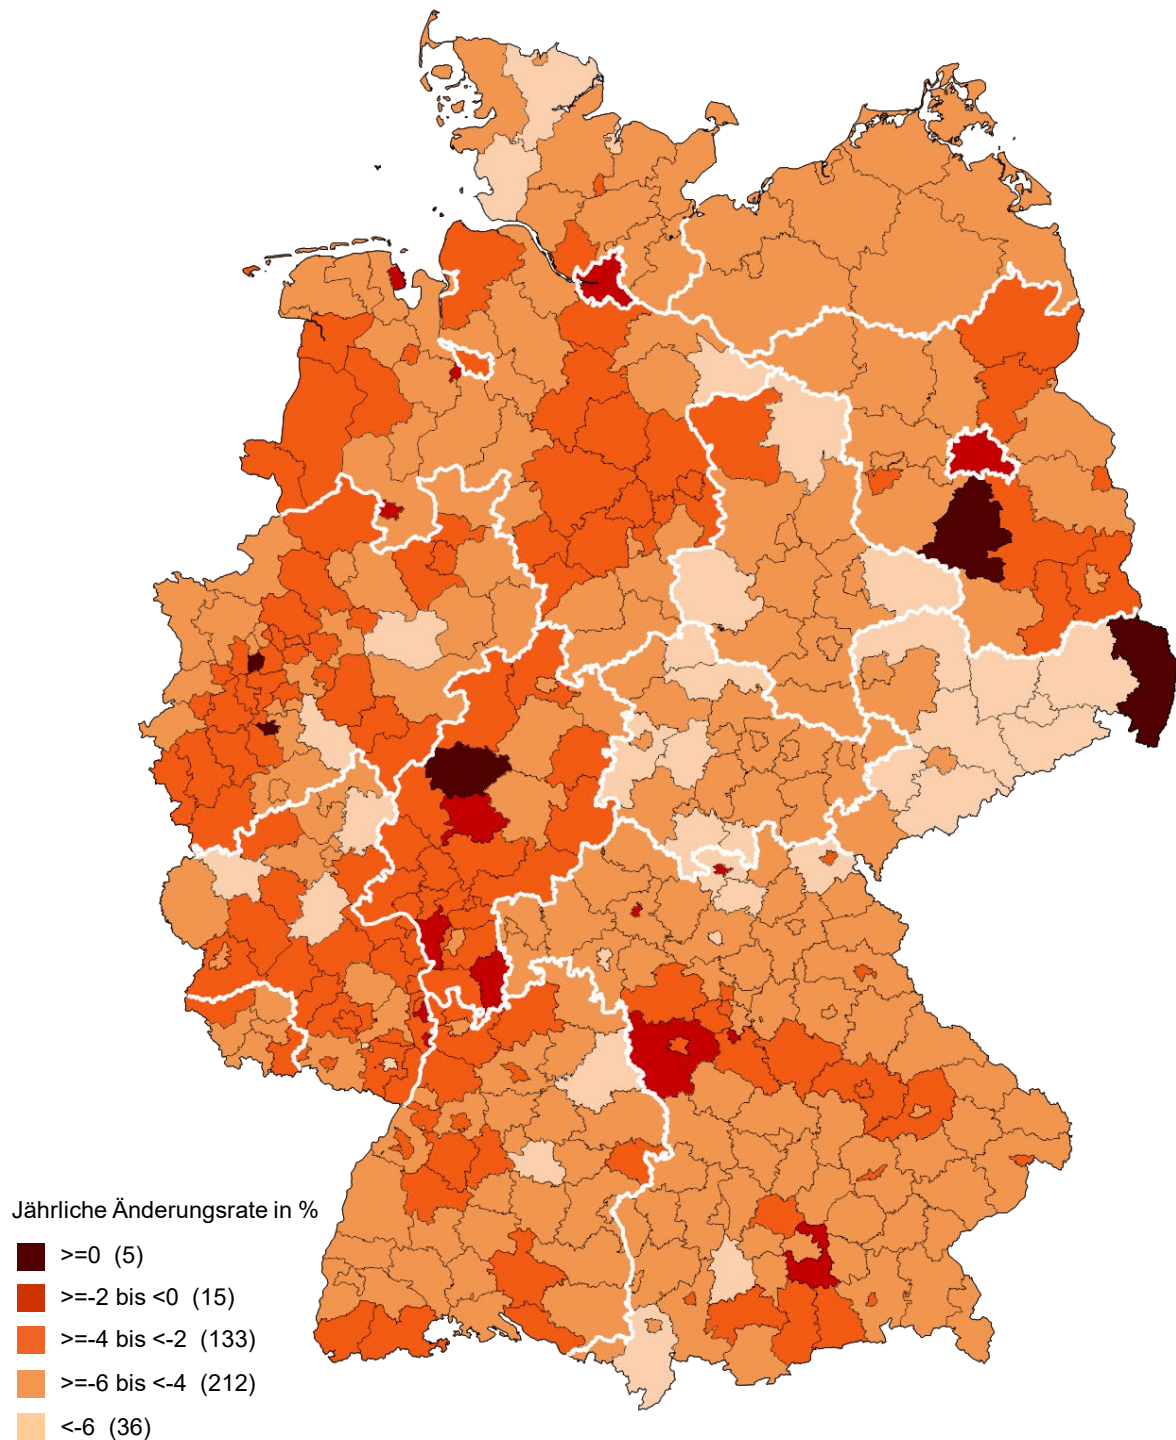 Jährliche Änderungsrate in %
>=0 (5)
>=-2 bis <0 (15)
>=-4 bis <-2 (133)
>=-6 bis <-4 (212)
<-6 (36)